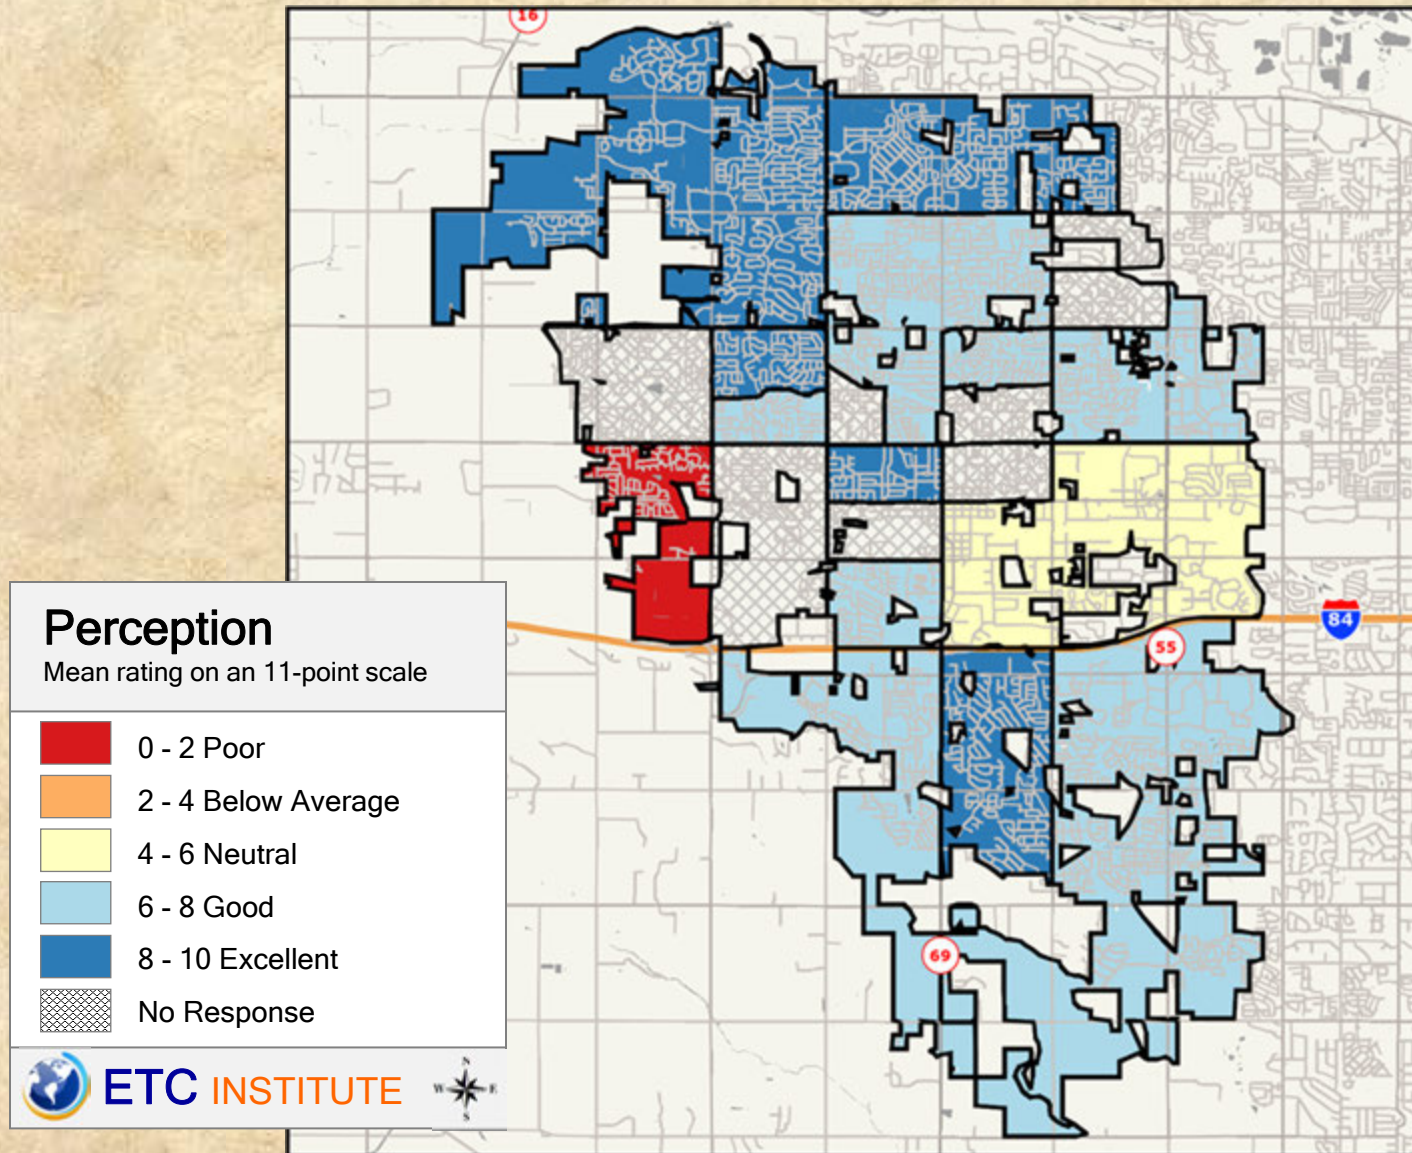 16
84
55
69
Perception
Mean rating on an 11-point scale
0 - 2 Poor
2 - 4 Below Average
4 - 6 Neutral
6 - 8 Good
8 - 10 Excellent
No Response
ETC INSTITUTE
N
W E
S